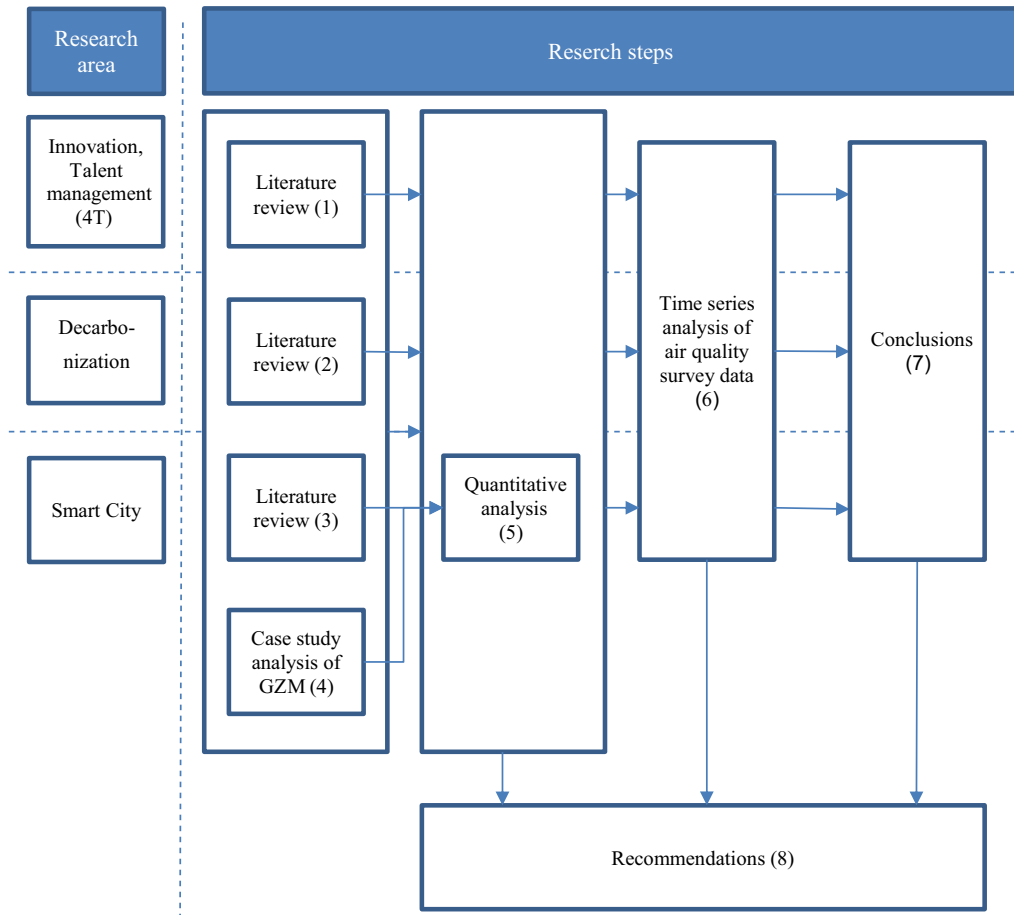 Research
area
Reserch steps
Innovation,
Talent
management
(4T)
Literature
review (1)
Decarbo-
nization
Literature
review (2)
Time series
analysis of
air quality
survey data
(6)
Conclusions
(7)
Smart City
Literature
review (3)
Quantitative
analysis
(5)
Case study
analysis of
GZM (4)
Recommendations (8)